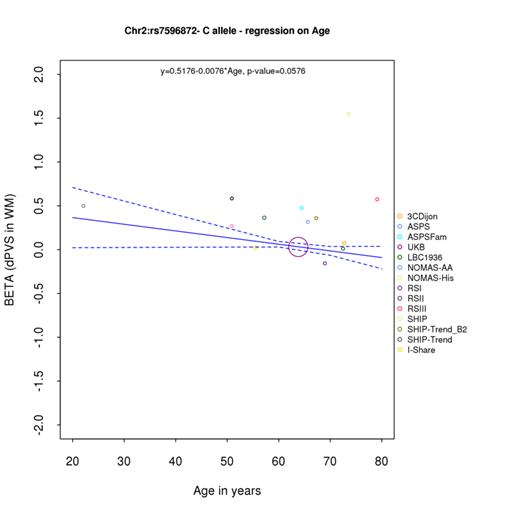 Chr2:rs7596872- C allele - regression on Age
y=0.5176-0.0076*Age, p-value=0.0576
BETA (dPVS in WM)
2.0
1.5
1.0
0.5
0.0
-0.5
-1.0
-1.5
-2.0
20 30 40 50 60 70 80
Age in years
3CDijon
ASPS
ASPSFam
UKB
LBC1936
NOMAS-AA
NOMAS-His
RSI
RSII
RSIII
SHIP
SHIP-Trend_B2
SHIP-Trend
I-Share